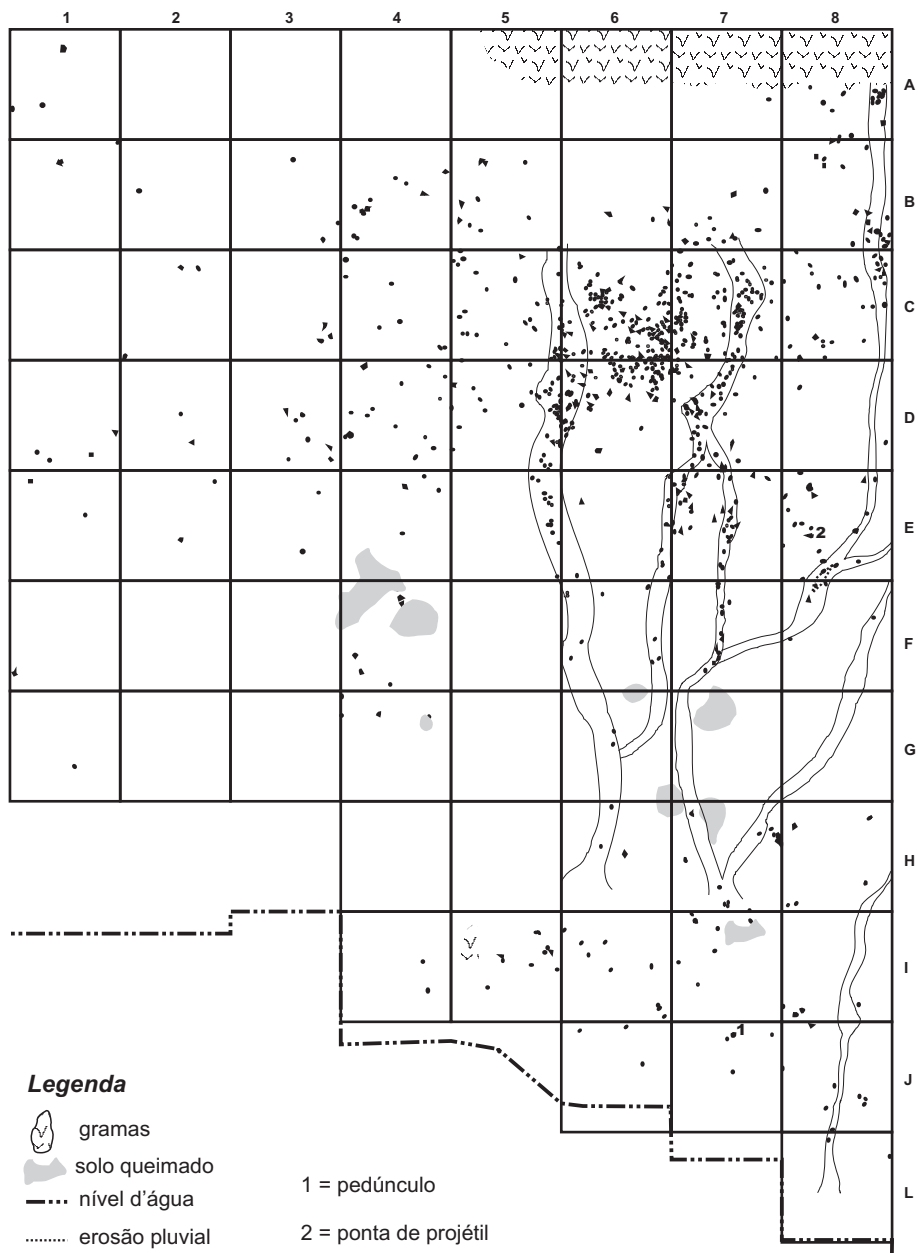 1 2 3 4 5 6 7 8
A
B
C
D
E
2
F
G
H
I
1
J
L
Legenda
gramas
solo queimado
nível d'água
erosão pluvial
1 = pedúnculo
2 = ponta de projétil